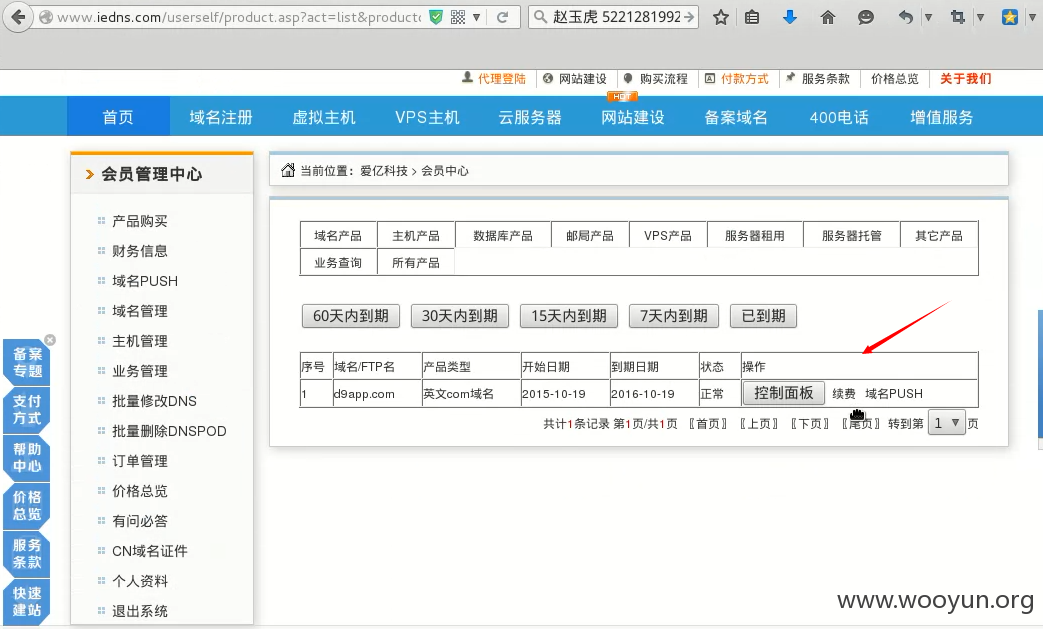 www.iedns.com/userself/product.asp?act=list&product
赵玉虎 5221281992
代理登陆 网站建设 购买流程 付款方式 服务条款 价格总览 关于我们
HOT
首页 域名注册 虚拟主机 VPS主机 云服务器 网站建设 备案域名 400电话 增值服务
会员管理中心
产品购买
财务信息
域名PUSH
域名管理
主机管理
业务管理
批量修改DNS
批量删除DNSPOD
订单管理
价格总览
有问必答
CN域名证件
个人资料
退出系统
备案
专题
支付
方式
帮助
中心
价格
总览
服务
条款
快速
建站
当前位置：爱亿科技 > 会员中心
域名产品 主机产品 数据库产品 邮局产品 VPS产品 服务器租用 服务器托管 其它产品
业务查询 所有产品
60天内到期 30天内到期 15天内到期 7天内到期 已到期
序号 域名/FTP名 产品类型 开始日期 到期日期 状态 操作
1 d9app.com 英文com域名 2015-10-19 2016-10-19 正常 控制面板 续费 域名PUSH
共计1条记录 第1页/共1页 〖首页〗 〖上页〗 〖下页〗 〖尾页〗 转到第 1 页
www.wooyun.org